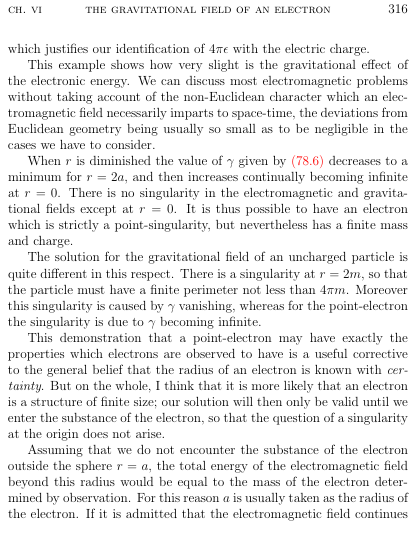 CH. VI THE GRAVITATIONAL FIELD OF AN ELECTRON 316
which justifies our identification of 4πϵ with the electric charge.
This example shows how very slight is the gravitational effect of
the electronic energy. We can discuss most electromagnetic problems
without taking account of the non-Euclidean character which an elec-
tromagnetic field necessarily imparts to space-time, the deviations from
Euclidean geometry being usually so small as to be negligible in the
cases we have to consider.
When r is diminished the value of γ given by (78.6) decreases to a
minimum for r = 2a, and then increases continually becoming infinite
at r = 0. There is no singularity in the electromagnetic and gravita-
tional fields except at r = 0. It is thus possible to have an electron
which is strictly a point-singularity, but nevertheless has a finite mass
and charge.
The solution for the gravitational field of an uncharged particle is
quite different in this respect. There is a singularity at r = 2m, so that
the particle must have a finite perimeter not less than 4πm. Moreover
this singularity is caused by γ vanishing, whereas for the point-electron
the singularity is due to γ becoming infinite.
This demonstration that a point-electron may have exactly the
properties which electrons are observed to have is a useful corrective
to the general belief that the radius of an electron is known with cer-
tainty. But on the whole, I think that it is more likely that an electron
is a structure of finite size; our solution will then only be valid until we
enter the substance of the electron, so that the question of a singularity
at the origin does not arise.
Assuming that we do not encounter the substance of the electron
outside the sphere r = a, the total energy of the electromagnetic field
beyond this radius would be equal to the mass of the electron deter-
mined by observation. For this reason a is usually taken as the radius of
the electron. If it is admitted that the electromagnetic field continues